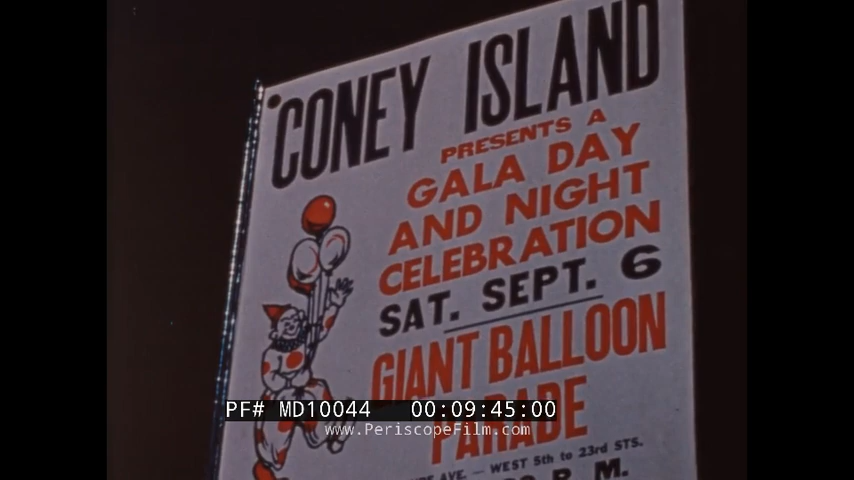 CONEY ISLAND
PRESENTS A
GALA DAY
AND NIGHT
CELEBRATION
SAT. SEPT. 6
GIANT BALLOON
PARADE
AVE. — WEST 5th to 23rd STS.
P. M.
PF# MD10044 00:09:45:00
www.PeriscopeFilm.com